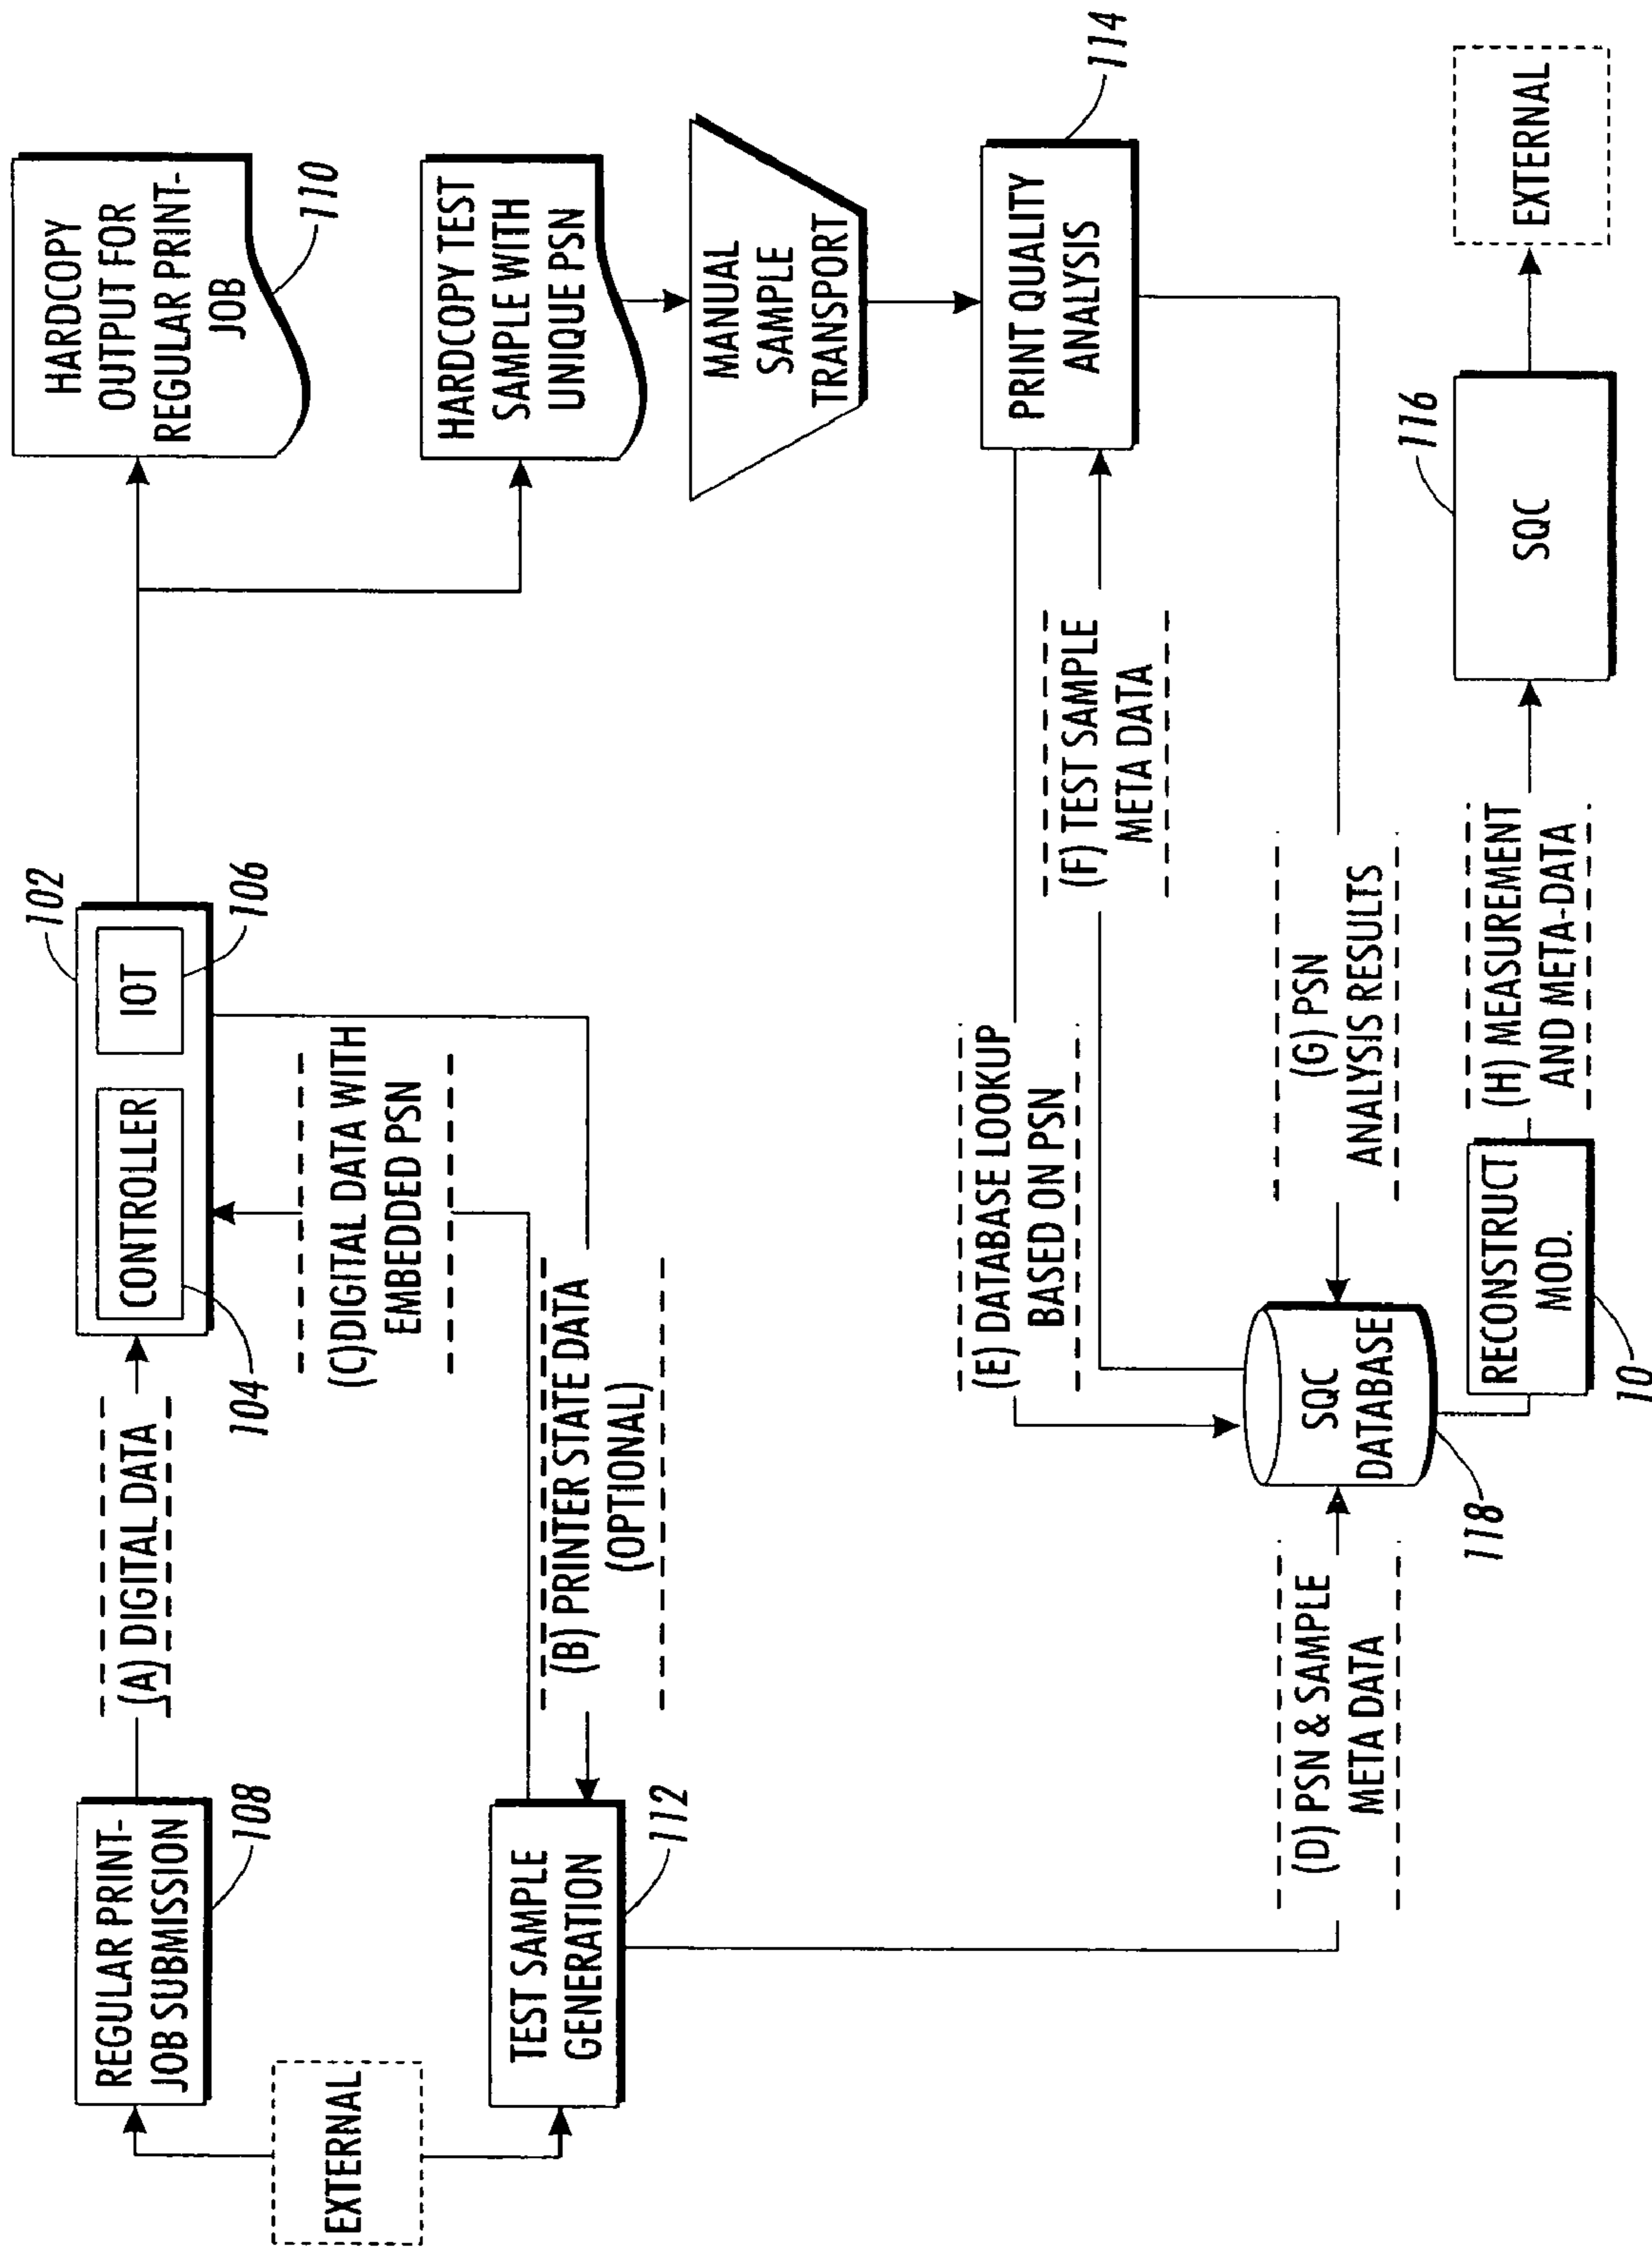 REGULAR PRINT-
JOB SUBMISSION
108
(A) DIGITAL DATA
102
CONTROLLER
IOT
104
106
HARDCOPY
OUTPUT FOR
REGULAR PRINT-
JOB
110
EXTERNAL
(C)DIGITAL DATA WITH
EMBEDDED PSN
TEST SAMPLE
GENERATION
112
(B) PRINTER STATE DATA
(OPTIONAL)
HARDCOPY TEST
SAMPLE WITH
UNIQUE PSN
MANUAL
SAMPLE
TRANSPORT
(E) DATABASE LOOKUP
BASED ON PSN
(F) TEST SAMPLE
META DATA
PRINT QUALITY
ANALYSIS
114
(D) PSN & SAMPLE
META DATA
SQC
DATABASE
118
(G) PSN
ANALYSIS RESULTS
RECONSTRUCT
MOD.
10
(H) MEASUREMENT
AND META-DATA
116
SQC
EXTERNAL